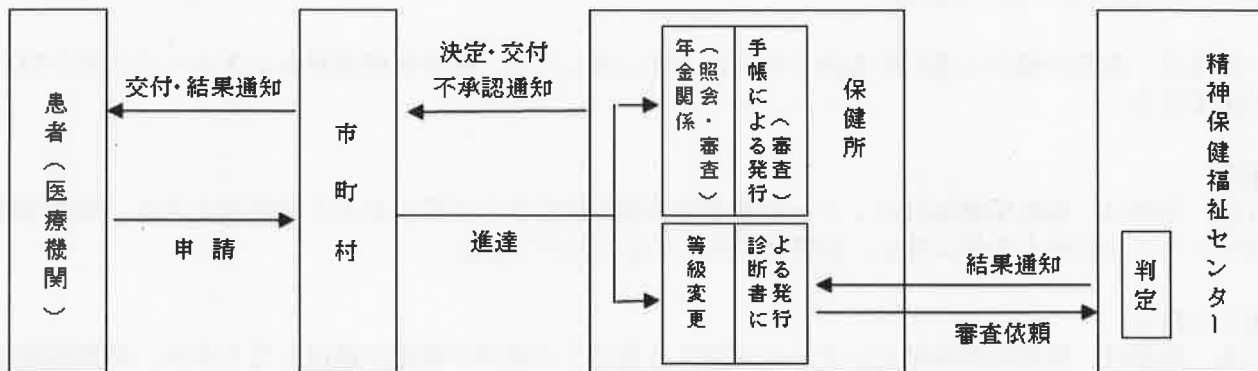 患者（医療機関）
交付・結果通知
申請
市町村
決定・交付
不承認通知
進達
年金関係
（照会・審査）
手帳による発行
（審査）
保健所
等級変更
診断書に
よる発行
結果通知
審査依頼
判定
精神保健福祉センター